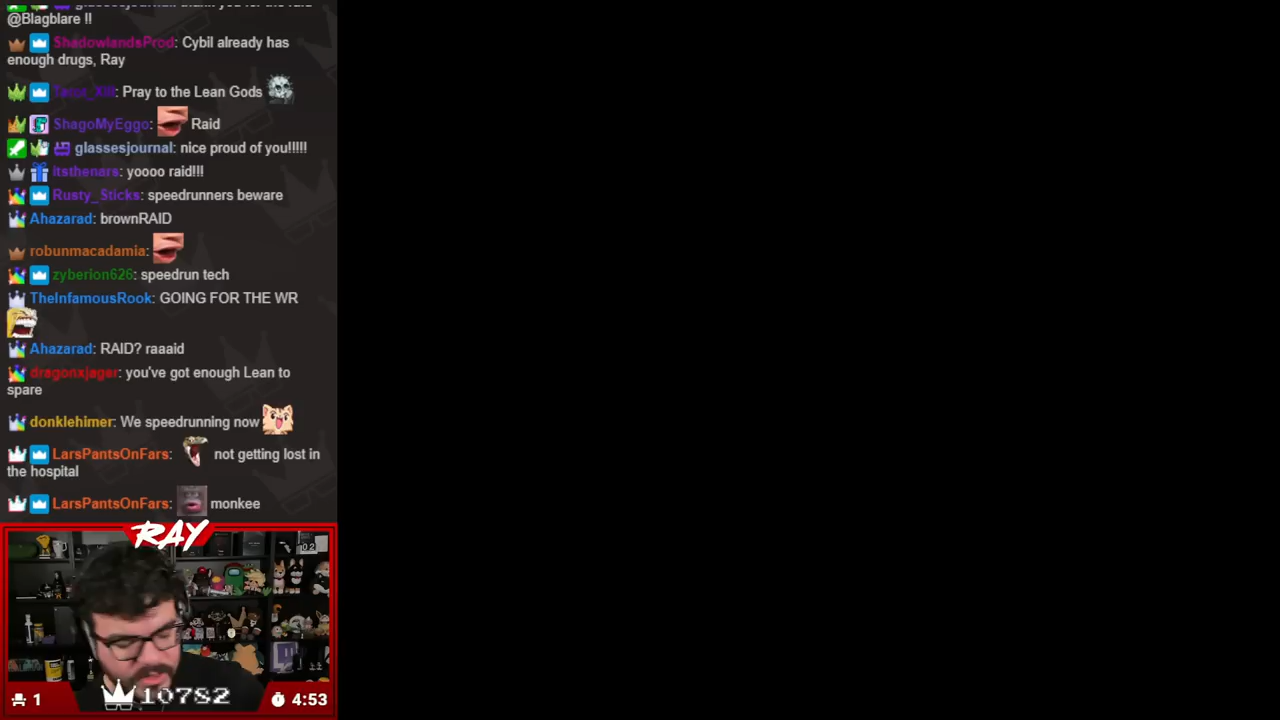 @Blagblare !!
ShadowlandsProd: Cybil already has
enough drugs, Ray
Pray to the Lean Gods
ShagoMyEggo: Raid
glassesjournal: nice proud of you!!!!!
itsthenars: yoooo raid!!!
Rusty_Sticks: speedrunners beware
Ahazarad: brownRAID
robunmacadamia:
zyberion626: speedrun tech
TheInfamousRook: GOING FOR THE WR
Ahazarad: RAID? raaaid
dragonxjager: you've got enough Lean to
spare
donklehimer: We speedrunning now
LarsPantsOnFars: not getting lost in
the hospital
LarsPantsOnFars: monkee
RAY
1
10782
4:53